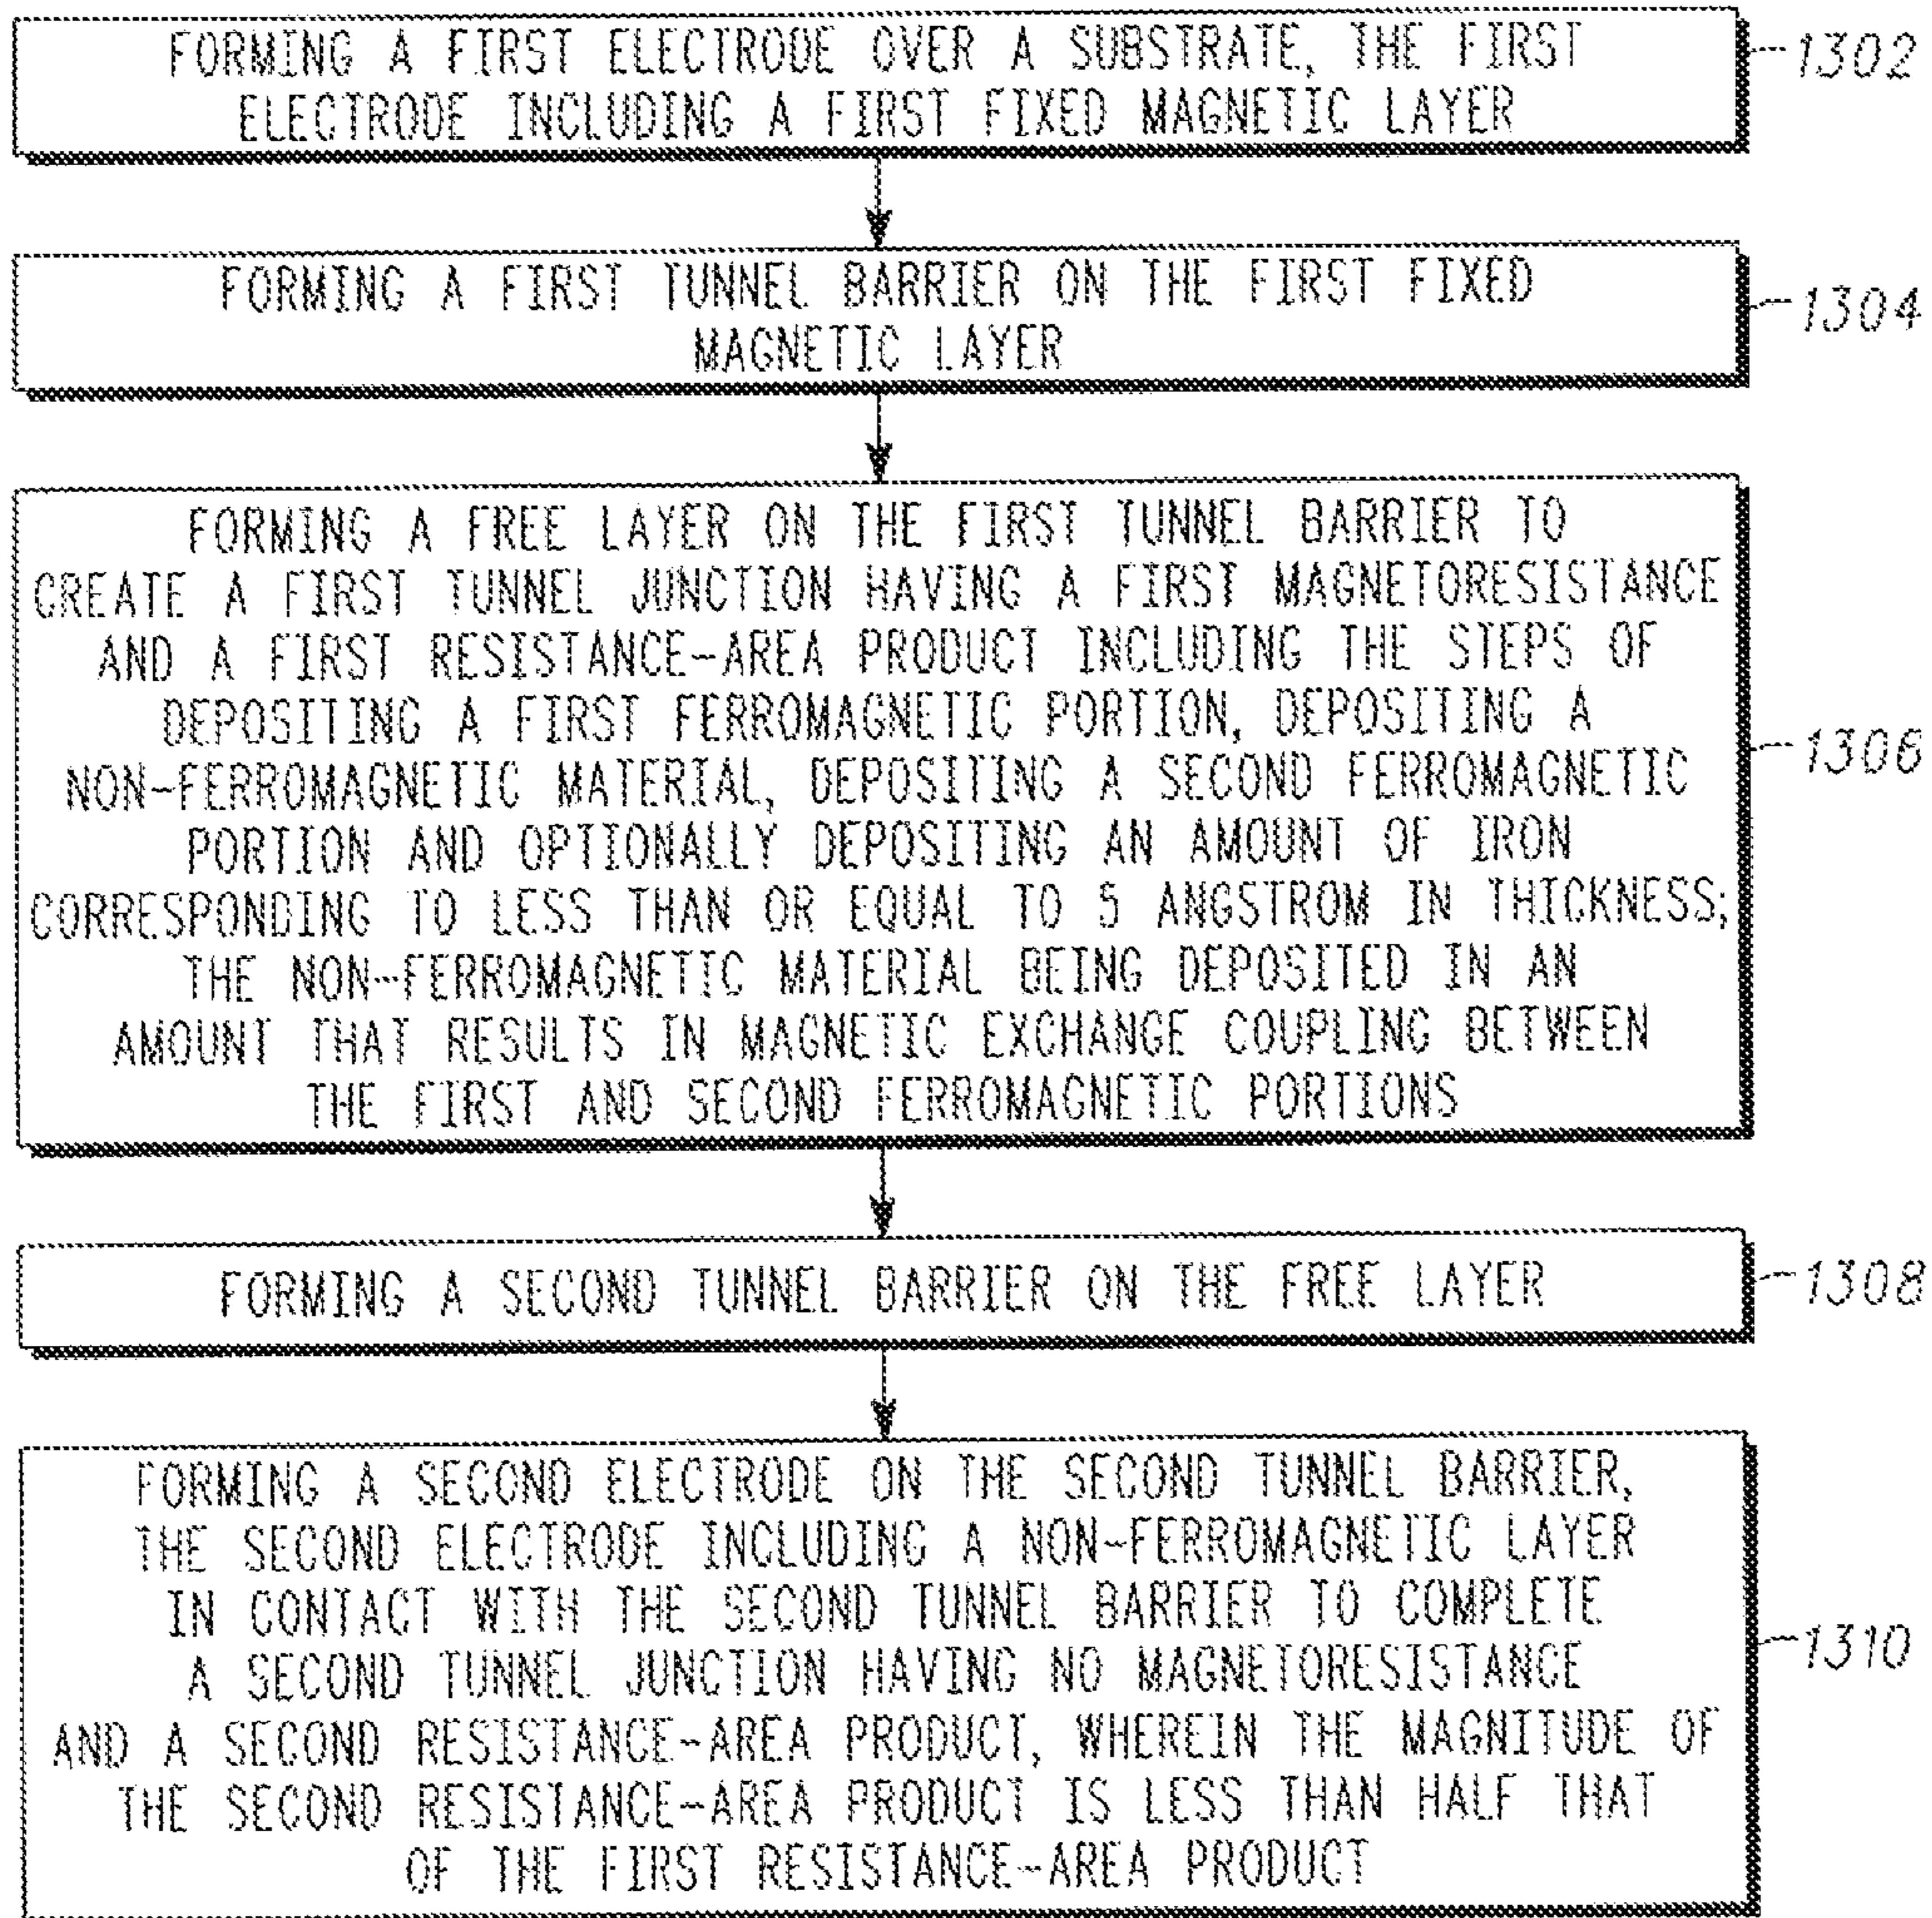 FORMING A FIRST ELECTRODE OVER A SUBSTRATE, THE FIRST
ELECTRODE INCLUDING A FIRST FIXED MAGNETIC LAYER
1302
FORMING A FIRST TUNNEL BARRIER ON THE FIRST FIXED
MAGNETIC LAYER
1304
FORMING A FREE LAYER ON THE FIRST TUNNEL BARRIER TO
CREATE A FIRST TUNNEL JUNCTION HAVING A FIRST MAGNETORESISTANCE
AND A FIRST RESISTANCE-AREA PRODUCT INCLUDING THE STEPS OF
DEPOSITING A FIRST FERROMAGNETIC PORTION, DEPOSITING A
NON-FERROMAGNETIC MATERIAL, DEPOSITING A SECOND FERROMAGNETIC
PORTION AND OPTIONALLY DEPOSITING AN AMOUNT OF IRON
CORRESPONDING TO LESS THAN OR EQUAL TO 5 ANGSTROM IN THICKNESS;
THE NON-FERROMAGNETIC MATERIAL BEING DEPOSITED IN AN
AMOUNT THAT RESULTS IN MAGNETIC EXCHANGE COUPLING BETWEEN
THE FIRST AND SECOND FERROMAGNETIC PORTIONS
1306
FORMING A SECOND TUNNEL BARRIER ON THE FREE LAYER
1308
FORMING A SECOND ELECTRODE ON THE SECOND TUNNEL BARRIER,
THE SECOND ELECTRODE INCLUDING A NON-FERROMAGNETIC LAYER
IN CONTACT WITH THE SECOND TUNNEL BARRIER TO COMPLETE
A SECOND TUNNEL JUNCTION HAVING NO MAGNETORESISTANCE
AND A SECOND RESISTANCE-AREA PRODUCT, WHEREIN THE MAGNITUDE OF
THE SECOND RESISTANCE-AREA PRODUCT IS LESS THAN HALF THAT
OF THE FIRST RESISTANCE-AREA PRODUCT
1310